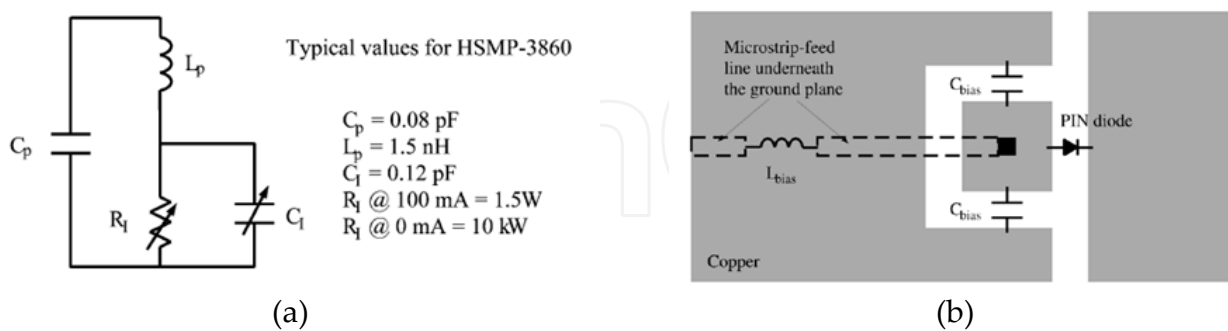 Typical values for HSMP-3860
Lp
Cp
RI
CI
Cp = 0.08 pF
Lp = 1.5 nH
CI = 0.12 pF
RI @ 100 mA = 1.5W
RI @ 0 mA = 10 kW
(a)
Microstrip-feed
line underneath
the ground plane
Cbias
PIN diode
Lbias
Cbias
Copper
(b)